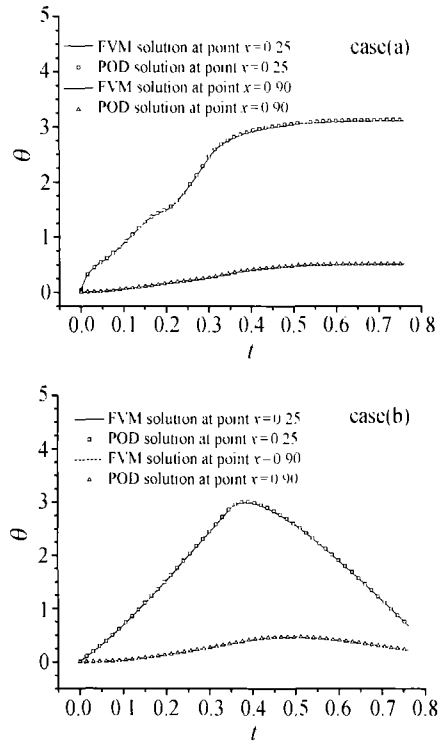 5
4
3
2
1
0
θ
FVM solution at point x=0.25
POD solution at point x=0.25
FVM solution at point x=0.90
POD solution at point x=0.90
case(a)
0.0 0.1 0.2 0.3 0.4 0.5 0.6 0.7 0.8
t
5
4
3
2
1
0
θ
FVM solution at point x=0.25
POD solution at point x=0.25
FVM solution at point x=0.90
POD solution at point x=0.90
case(b)
0.0 0.1 0.2 0.3 0.4 0.5 0.6 0.7 0.8
t